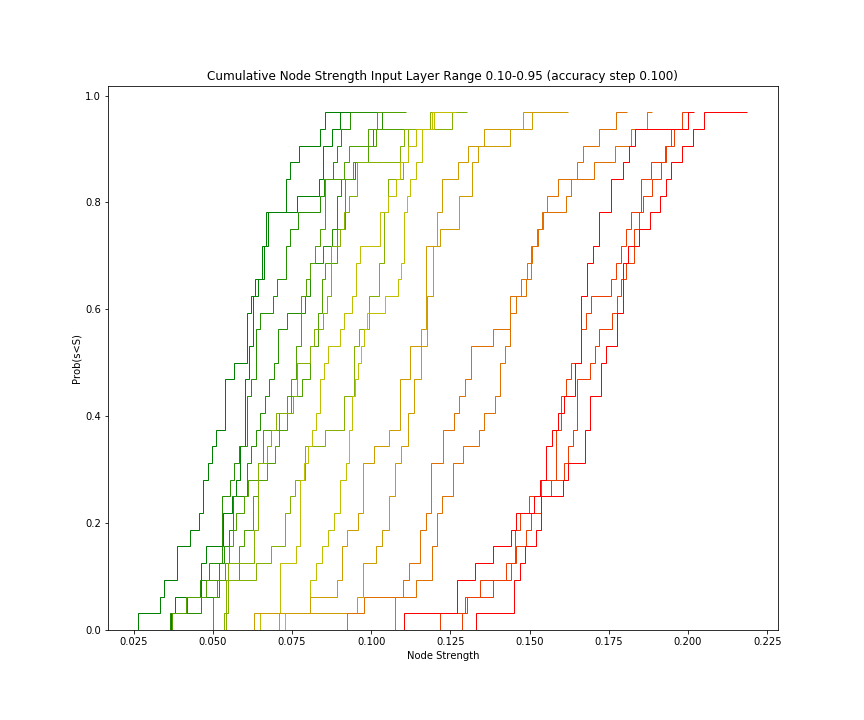 Cumulative Node Strength Input Layer Range 0.10-0.95 (accuracy step 0.100)
1.0
0.8
0.6
0.4
0.2
0.0
Prob(s<S)
0.025 0.050 0.075 0.100 0.125 0.150 0.175 0.200 0.225
Node Strength